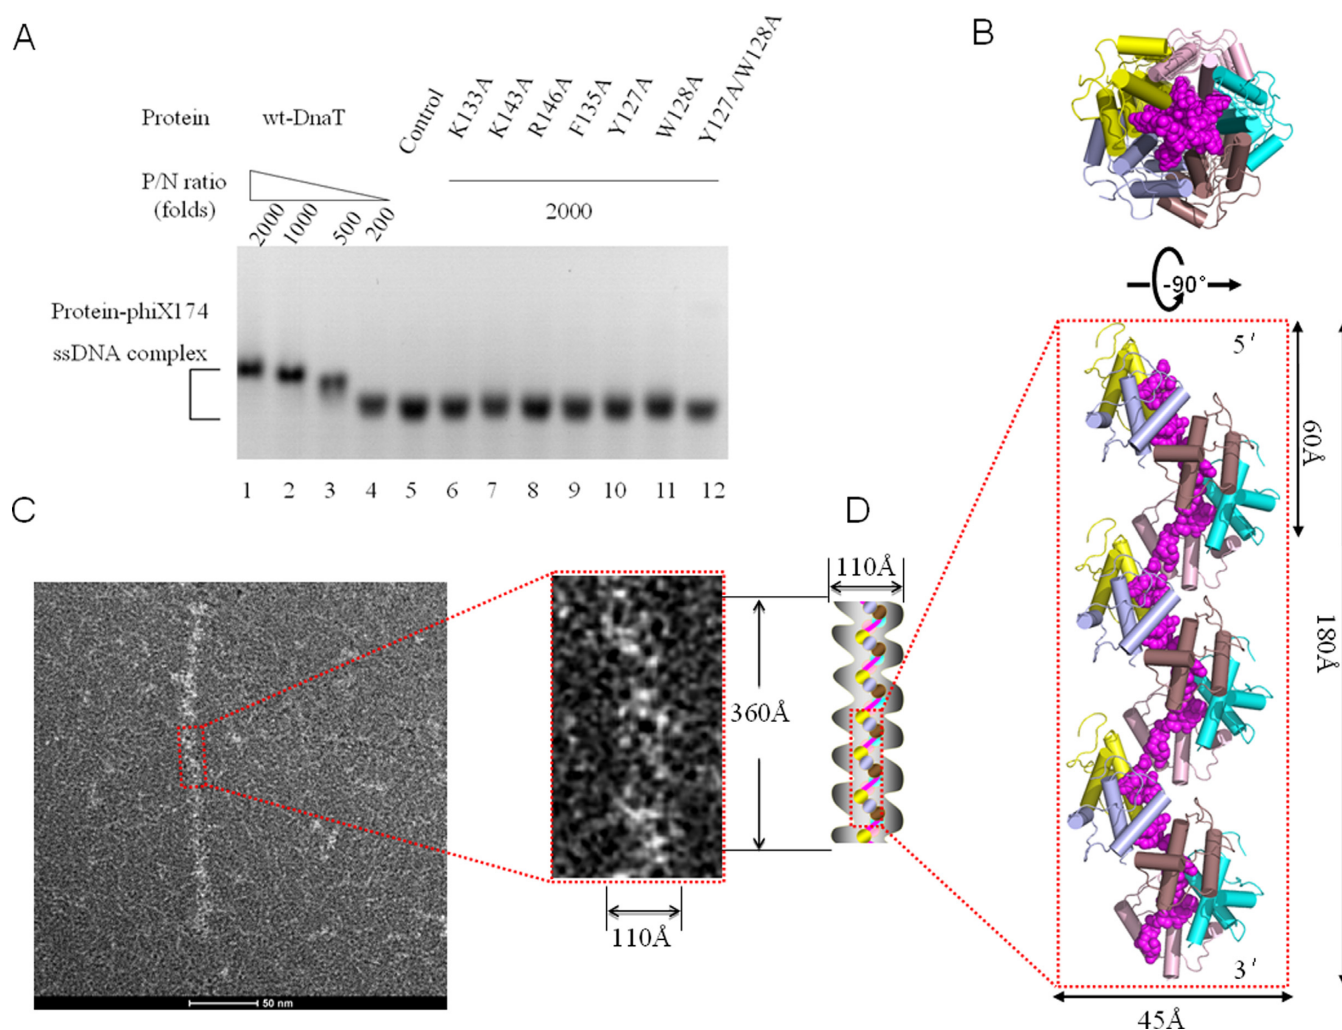 A
B
Protein
wt-DnaT
Control
K133A
K143A
R146A
F135A
Y127A
W128A
Y127A/W128A
P/N ratio
(folds)
2000
1000
500
200
2000
-90°
Protein-phiX174
ssDNA complex
1 2 3 4 5 6 7 8 9 10 11 12
5'
60Å
180Å
C
D
110Å
360Å
110Å
50 nm
3'
45Å